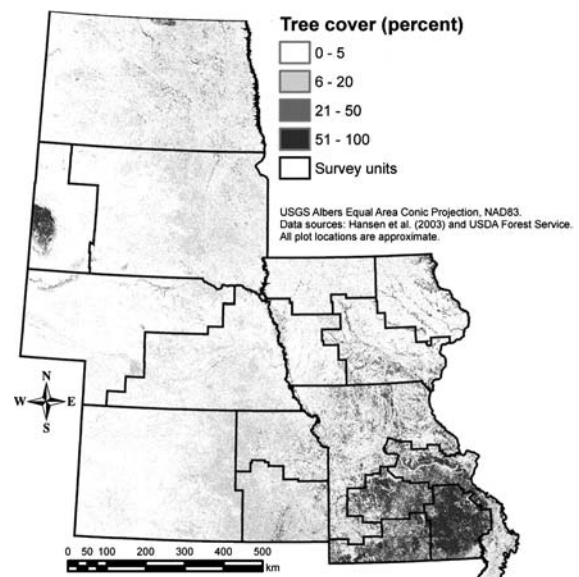 Tree cover (percent)
0 - 5
6 - 20
21 - 50
51 - 100
Survey units
USGS Albers Equal Area Conic Projection, NAD83.
Data sources: Hansen et al. (2003) and USDA Forest Service.
All plot locations are approximate.
N
W E
S
0 50 100 200 300 400 500
km